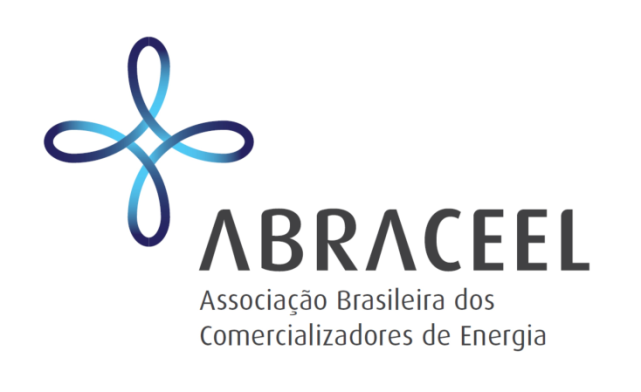 ABRACEEL
Associação Brasileira dos
Comercializadores de Energia